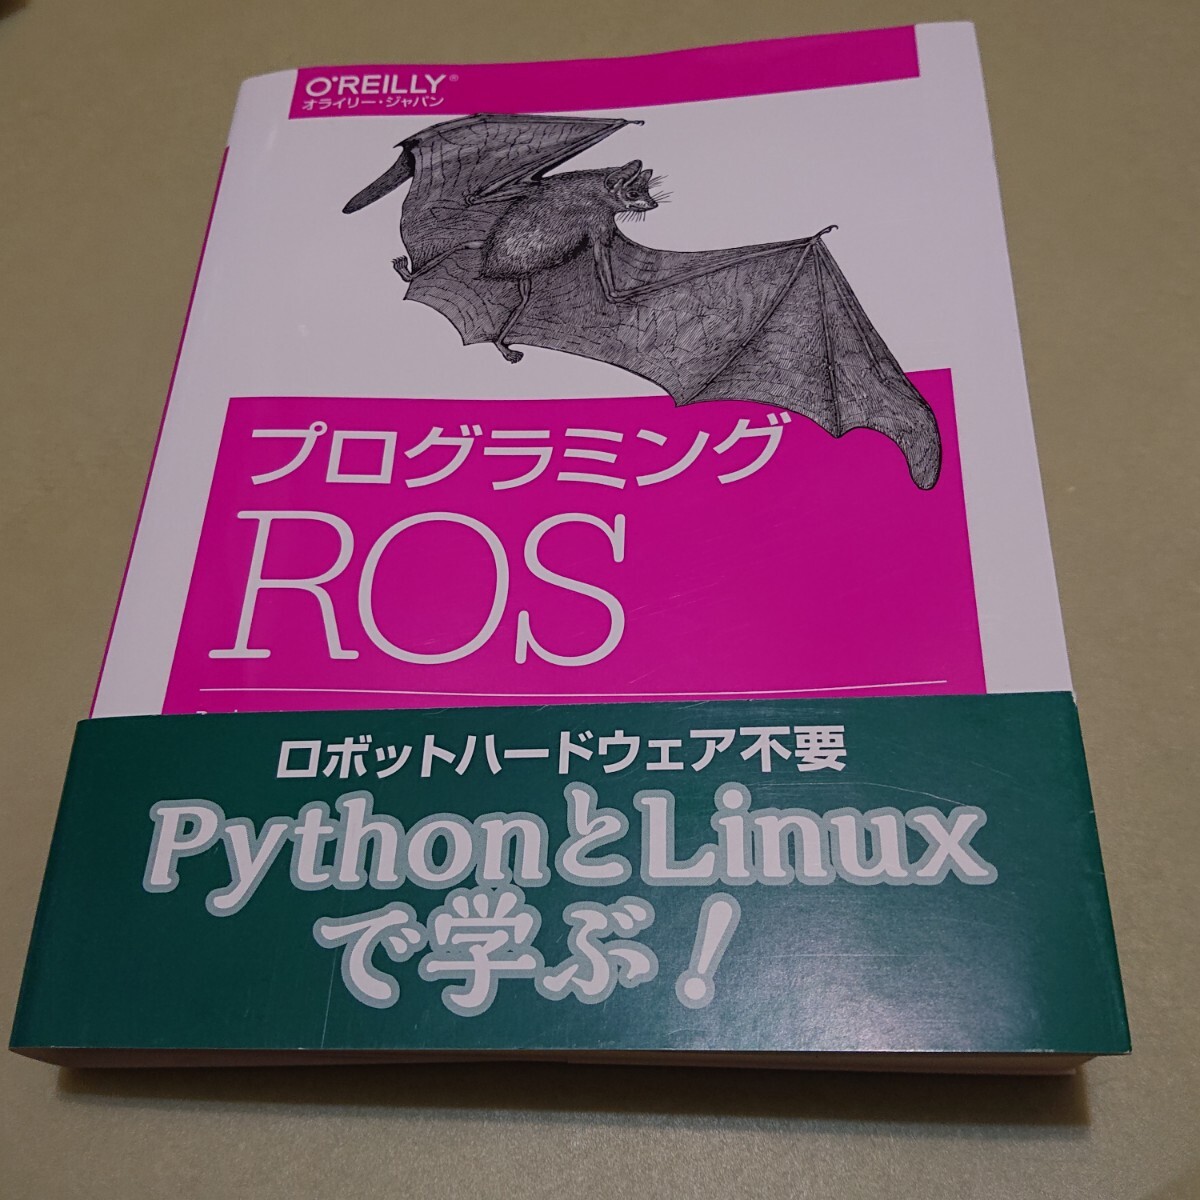 O'REILLY®
オライリー・ジャパン
プログラミング
ROS
ロボットハードウェア不要
PythonとLinux
で学ぶ!